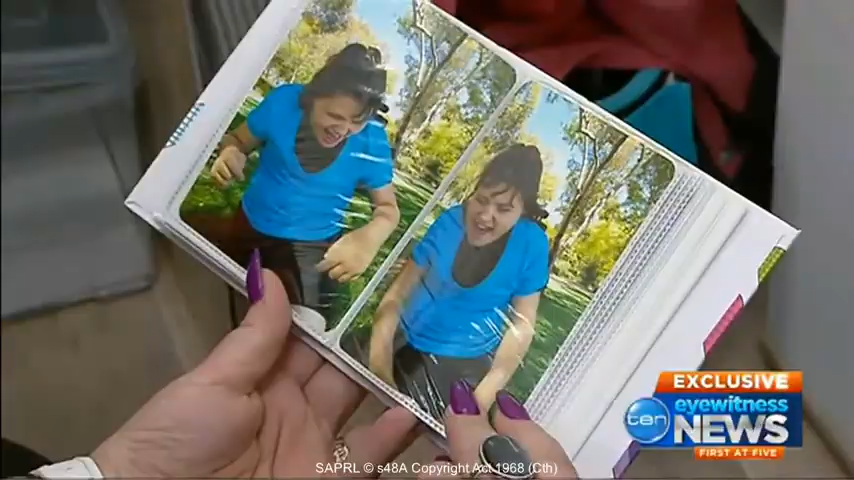 EXCLUSIVE
ten
eyewitness
NEWS
FIRST AT FIVE
SAPRL © s48A Copyright Act 1968 (Cth)